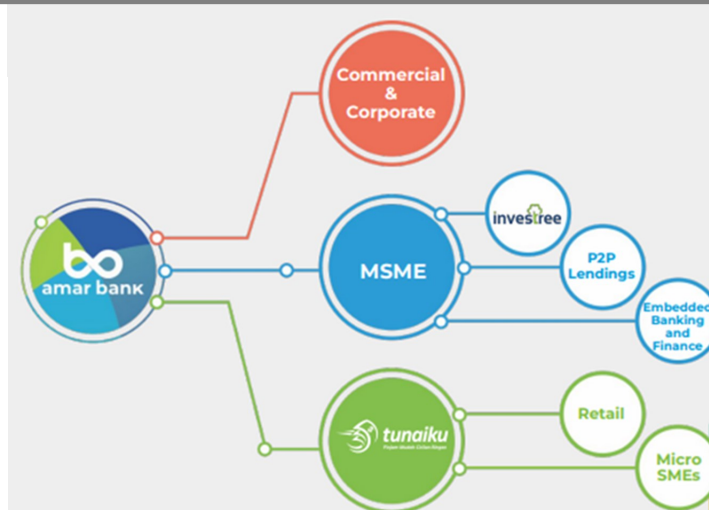 Commercial
&
Corporate
investree
P2P
Lendings
MSME
amar bank
Embedded
Banking
and
Finance
tunaiku
Retail
Micro
SMEs